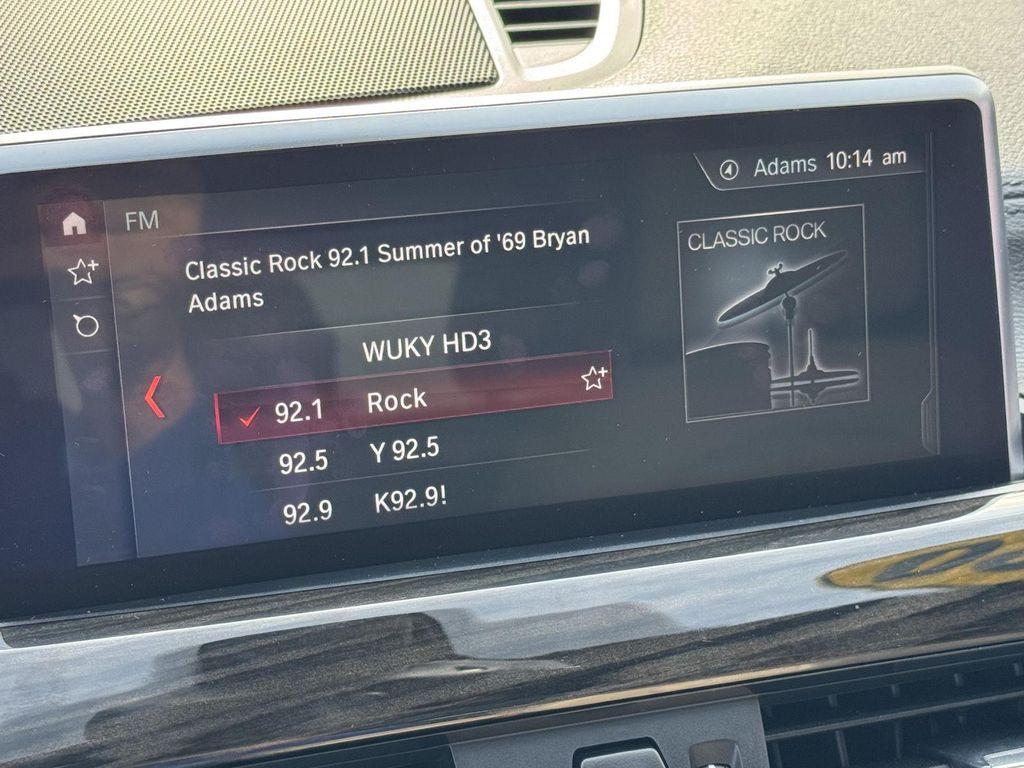 Adams 10:14 am
FM
Classic Rock 92.1 Summer of '69 Bryan
Adams
WUKY HD3
92.1 Rock
92.5 Y 92.5
92.9 K92.9!
CLASSIC ROCK